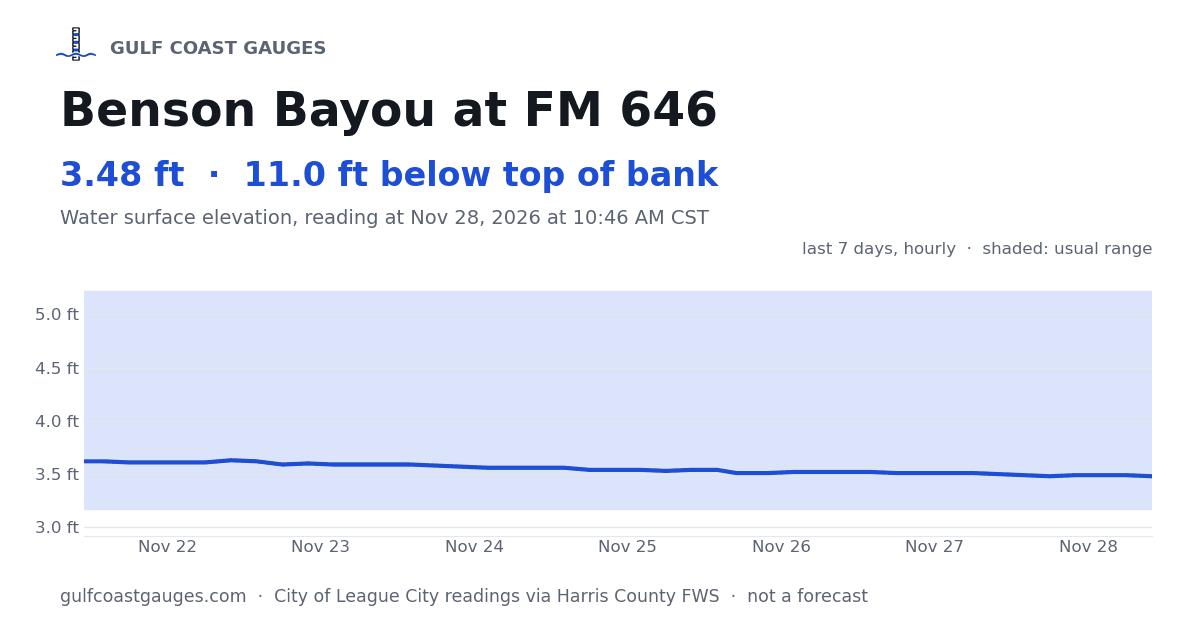 GULF COAST GAUGES
Benson Bayou at FM 646
3.48 ft · 11.0 ft below top of bank
Water surface elevation, reading at Nov 28, 2026 at 10:46 AM CST
last 7 days, hourly · shaded: usual range
5.0 ft
4.5 ft
4.0 ft
3.5 ft
3.0 ft
Nov 22 Nov 23 Nov 24 Nov 25 Nov 26 Nov 27 Nov 28
gulfcoastgauges.com · City of League City readings via Harris County FWS · not a forecast